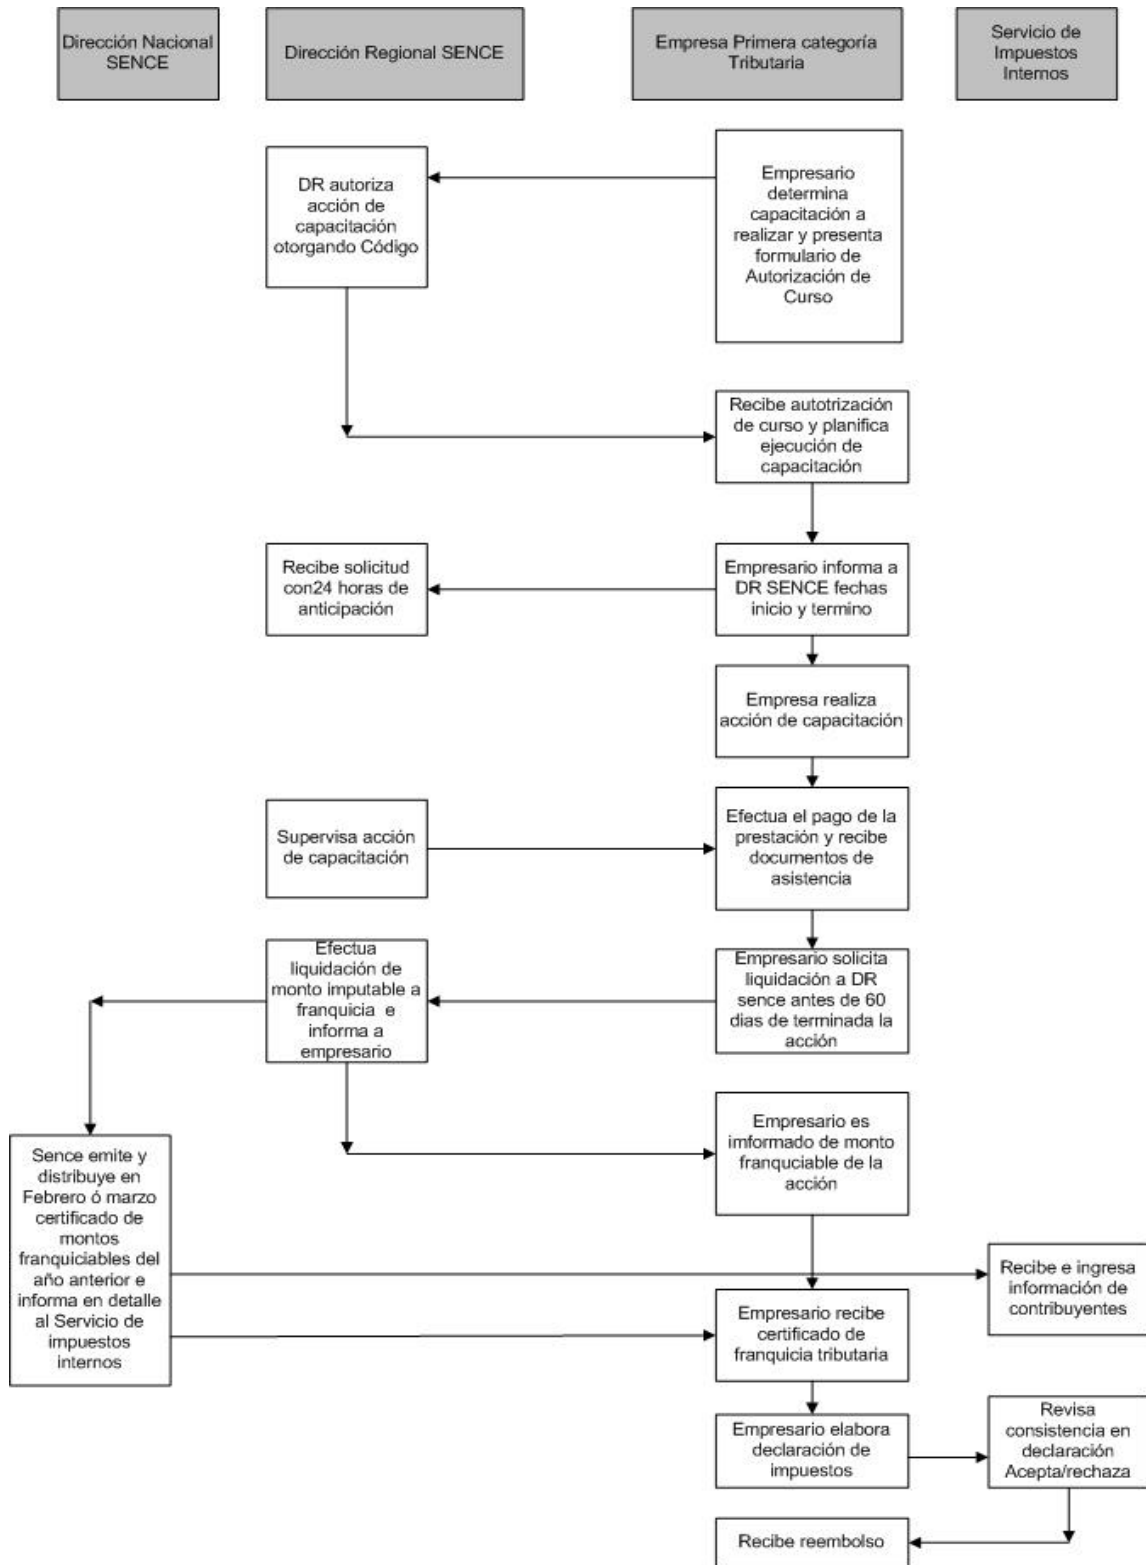 Dirección Nacional
SENCE
Dirección Regional SENCE
Empresa Primera categoría
Tributaria
Servicio de
Impuestos
Internos
DR autoriza
acción de
capacitación
otorgando Código
Empresario
determina
capacitación a
realizar y presenta
formulario de
Autorización de
Curso
Recibe autotrización
de curso y planifica
ejecución de
capacitación
Recibe solicitud
con24 horas de
anticipación
Empresario informa a
DR SENCE fechas
inicio y termino
Empresa realiza
acción de capacitación
Supervisa acción
de capacitación
Efectua el pago de la
prestación y recibe
documentos de
asistencia
Efectua
liquidación de
monto imputable a
franquicia e
informa a
empresario
Empresario solicita
liquidación a DR
sence antes de 60
dias de terminada la
acción
Empresario es
imformado de monto
franquciable de la
acción
Sence emite y
distribuye en
Febrero ó marzo
certificado de
montos
franquiciables del
año anterior e
informa en detalle
al Servicio de
impuestos
internos
Recibe e ingresa
información de
contribuyentes
Empresario recibe
certificado de
franquicia tributaria
Empresario elabora
declaración de
impuestos
Revisa
consistencia en
declaración
Acepta/rechaza
Recibe reembolso